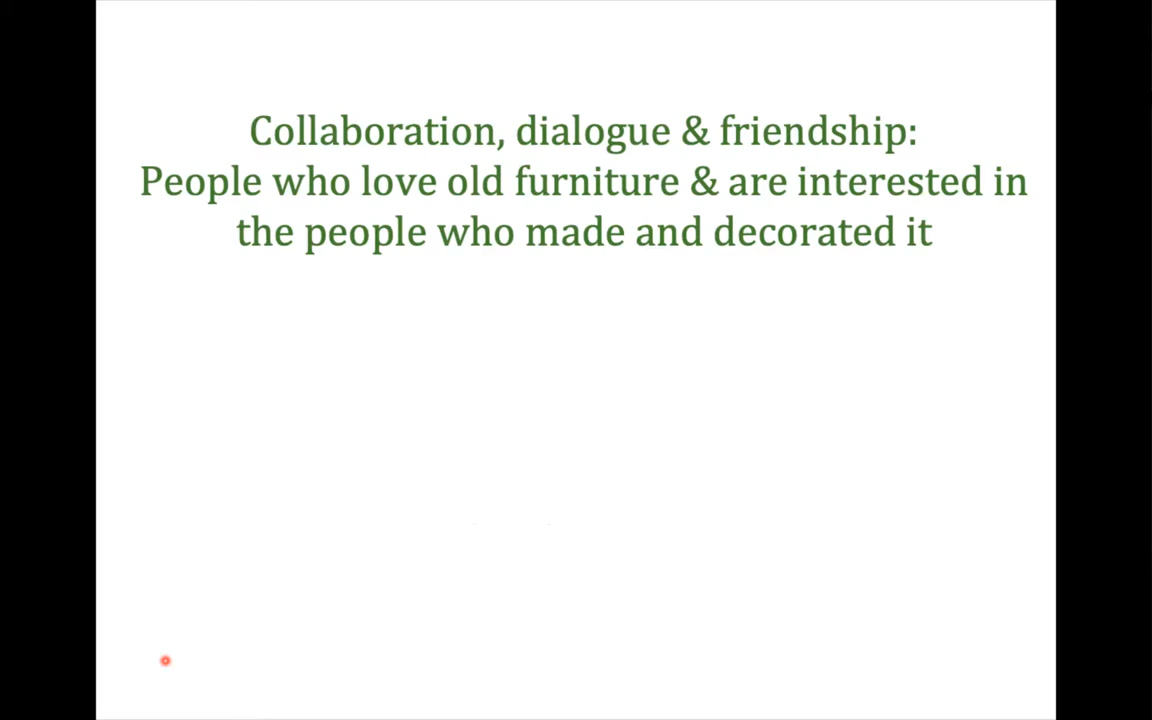 Collaboration, dialogue & friendship:
People who love old furniture & are interested in
the people who made and decorated it